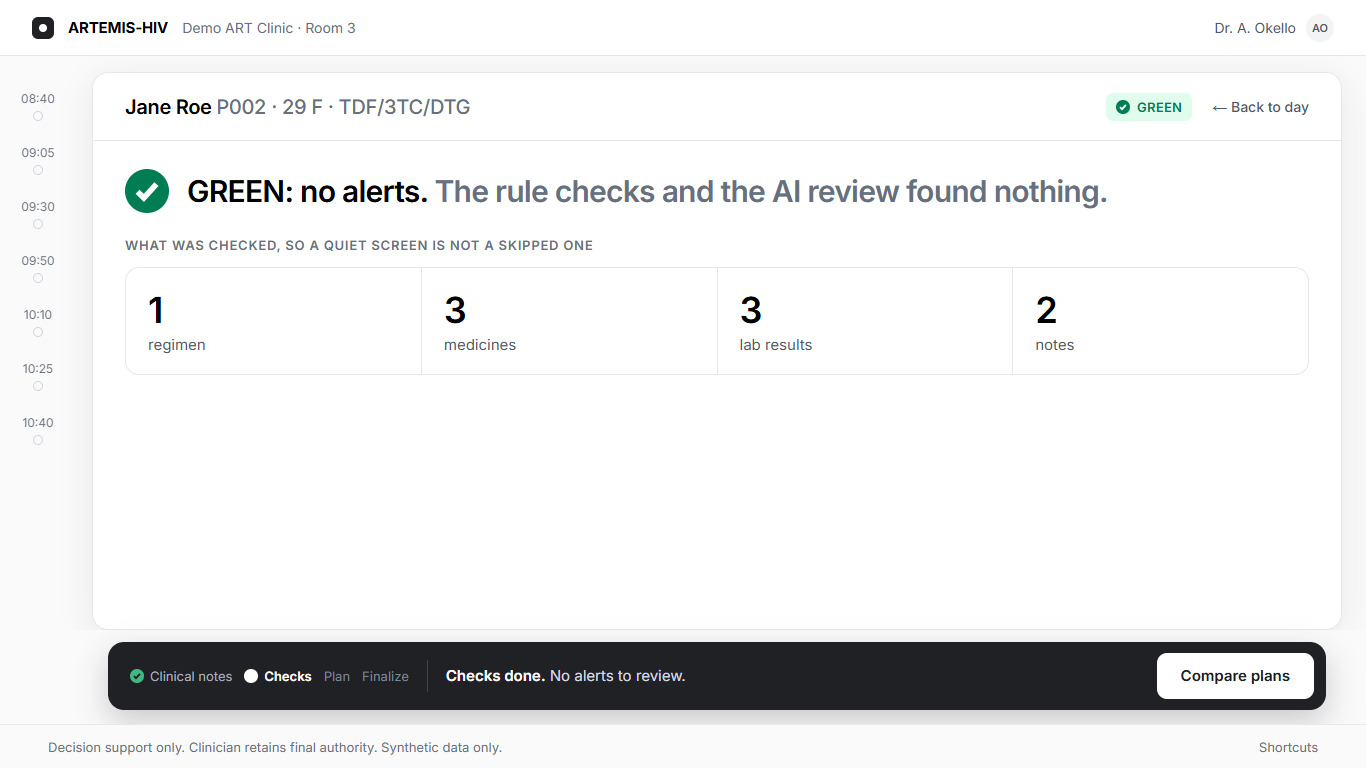 ARTEMIS-HIV Demo ART Clinic · Room 3 Dr. A. Okello AO
08:40
09:05
09:30
09:50
10:10
10:25
10:40
Jane Roe P002 · 29 F · TDF/3TC/DTG GREEN ← Back to day
GREEN: no alerts. The rule checks and the AI review found nothing.
WHAT WAS CHECKED, SO A QUIET SCREEN IS NOT A SKIPPED ONE
1 3 3 2
regimen medicines lab results notes
Clinical notes Checks Plan Finalize Checks done. No alerts to review. Compare plans
Decision support only. Clinician retains final authority. Synthetic data only. Shortcuts